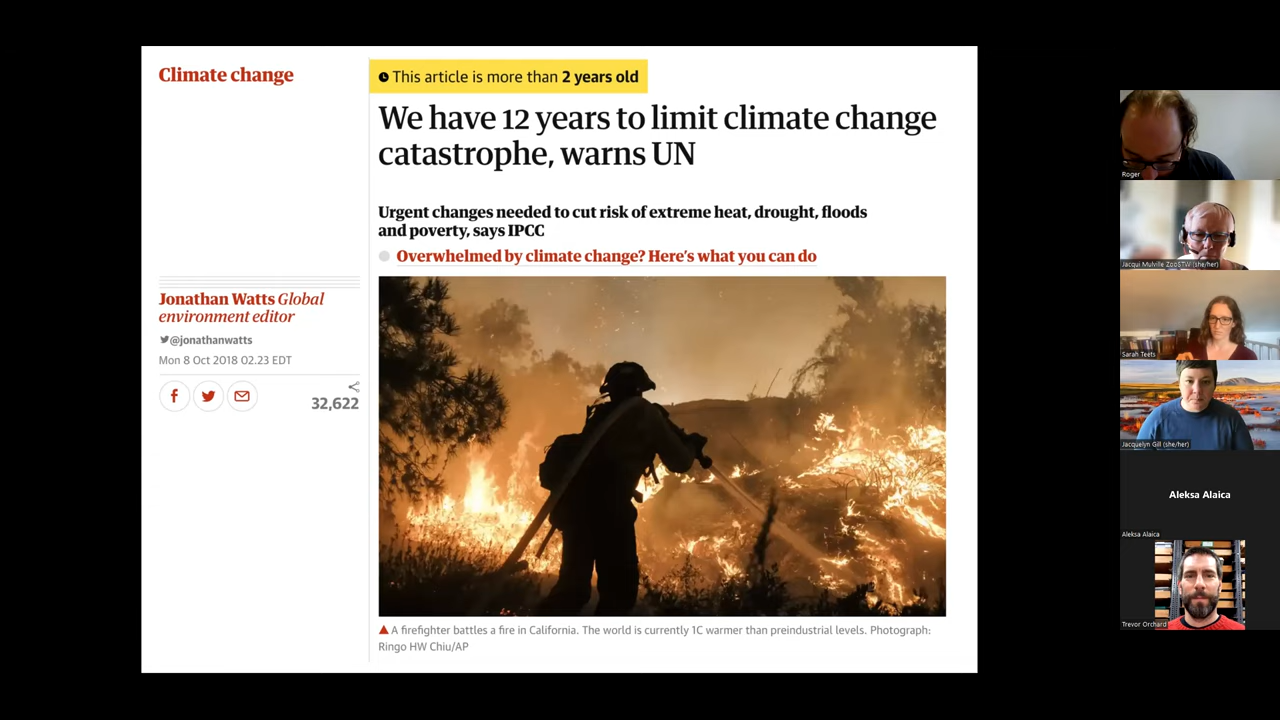 Climate change
This article is more than 2 years old
We have 12 years to limit climate change
catastrophe, warns UN
Urgent changes needed to cut risk of extreme heat, drought, floods
and poverty, says IPCC
Overwhelmed by climate change? Here's what you can do
Jonathan Watts Global
environment editor
@jonathanwatts
Mon 8 Oct 2018 02.23 EDT
32,622
A firefighter battles a fire in California. The world is currently 1C warmer than preindustrial levels. Photograph:
Ringo HW Chiu/AP
Roger
Jacqui Mulville ZooSTW (she/her)
Sarah Teets
Jacquelyn Gill (she/her)
Aleksa Alaica
Aleksa Alaica
Trevor Orchard